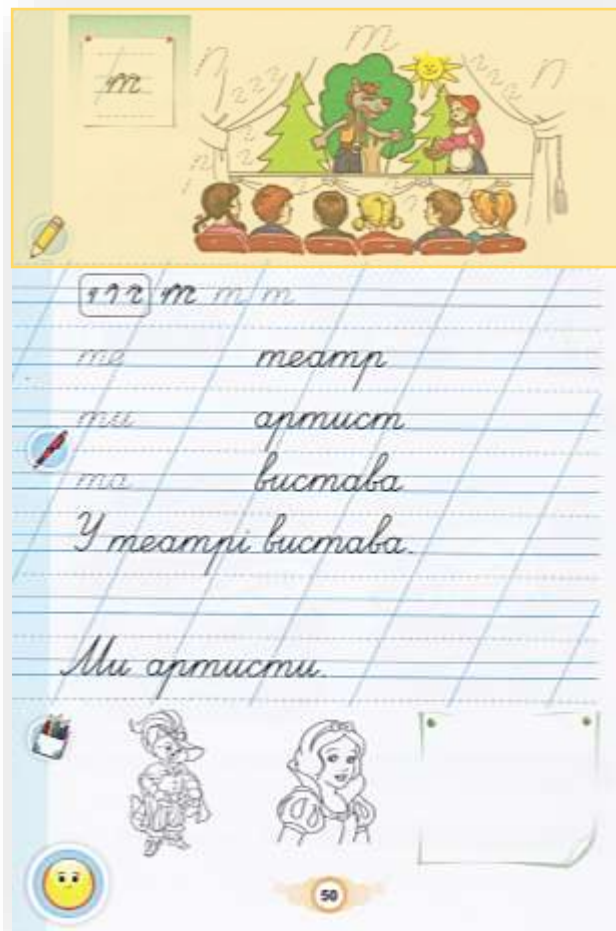 т
т
т т т
те театр
ти артист
та вистава
У театрі вистава.
Ми артисти.
50